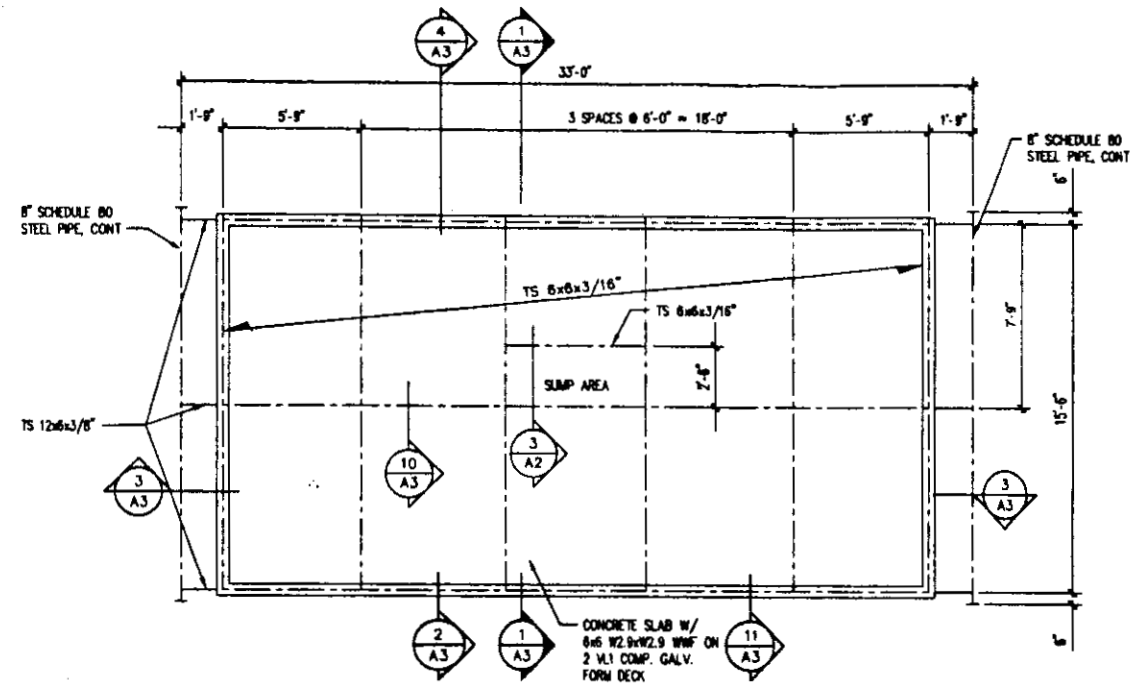 4
A3
1
A3
33'-0"
1'-9"
5'-9"
3 SPACES @ 6'-0" = 18'-0"
5'-9"
1'-9"
8" SCHEDULE 80
STEEL PIPE, CONT
6"
8" SCHEDULE 80
STEEL PIPE, CONT
TS 6x6x3/16"
TS 6x6x3/16"
7'-9"
2'-6"
SUMP AREA
15'-6"
TS 12x6x3/8"
3
A3
10
A3
3
A2
3
A3
2
A3
1
A3
CONCRETE SLAB W/
6x6 W2.9xW2.9 WWF ON
2 VLI COMP. GALV.
FORM DECK
11
A3
6"